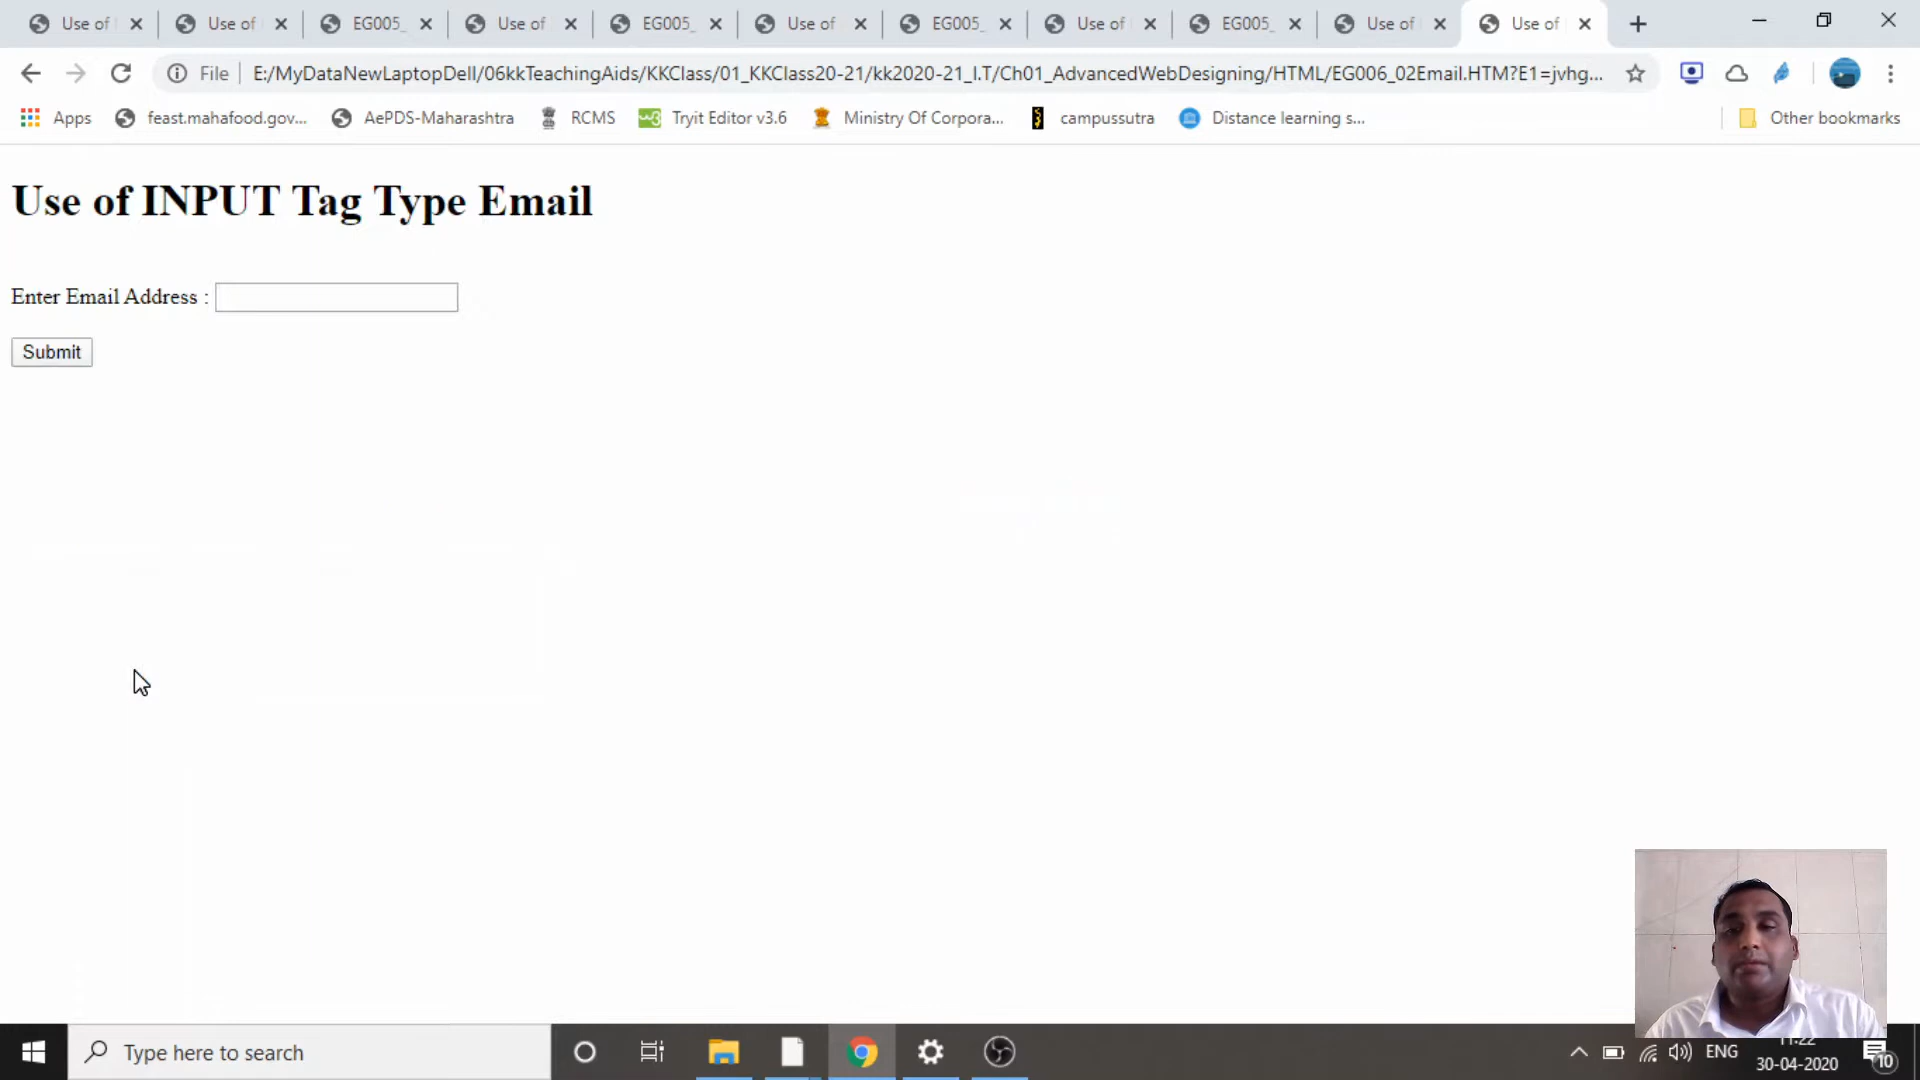 Use of
Use of
EG005_
Use of
EG005_
Use of
EG005_
Use of
EG005_
Use of
Use of
File
E:/MyDataNewLaptopDell/06kkTeachingAids/KKClass/01_KKClass20-21/kk2020-21_I.T/Ch01_AdvancedWebDesigning/HTML/EG006_02Email.HTM?E1=jvhg...
Apps
feast.mahafood.gov...
AePDS-Maharashtra
RCMS
Tryit Editor v3.6
Ministry Of Corpora...
campussutra
Distance learning s...
Other bookmarks
Use of INPUT Tag Type Email
Enter Email Address :
Submit
Type here to search
ENG
11:22
30-04-2020
10